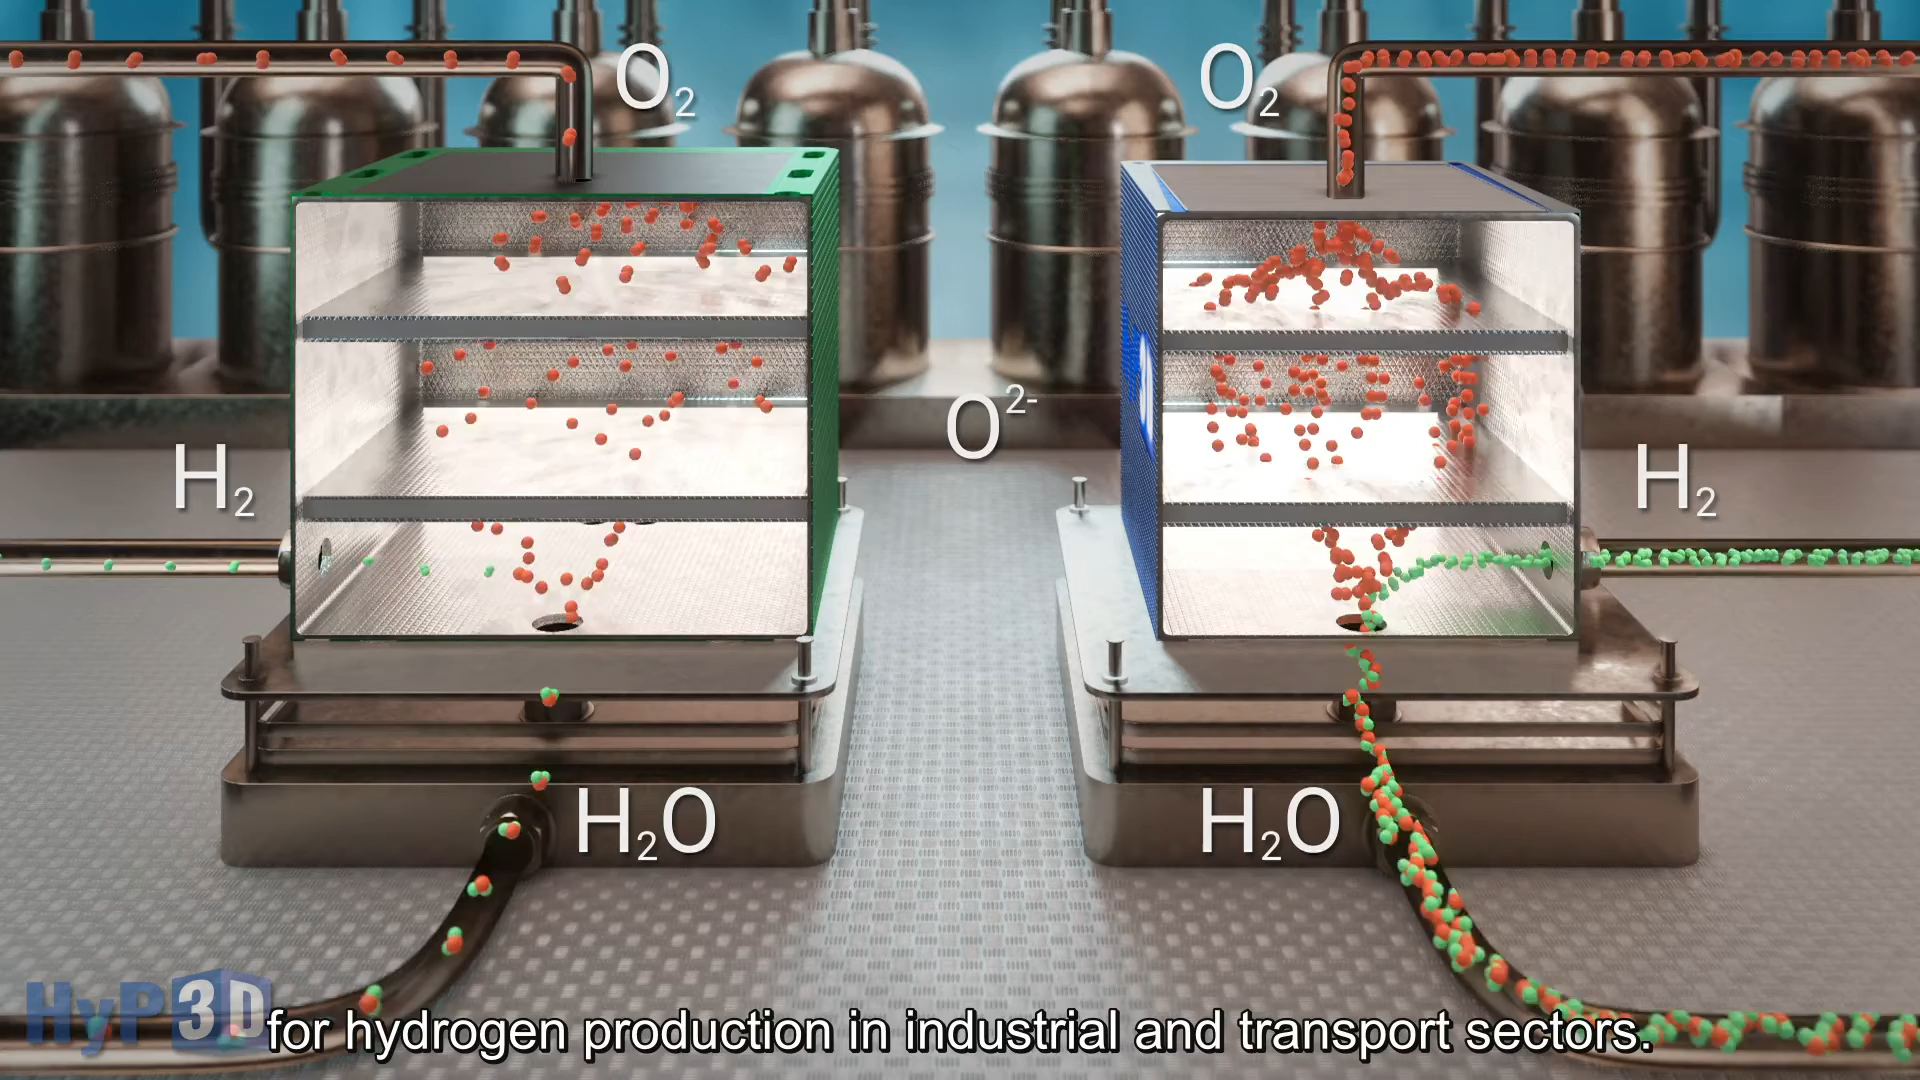 O₂
O₂
O²⁻
H₂
H₂
H₂O
H₂O
HyP3D
for hydrogen production in industrial and transport sectors.